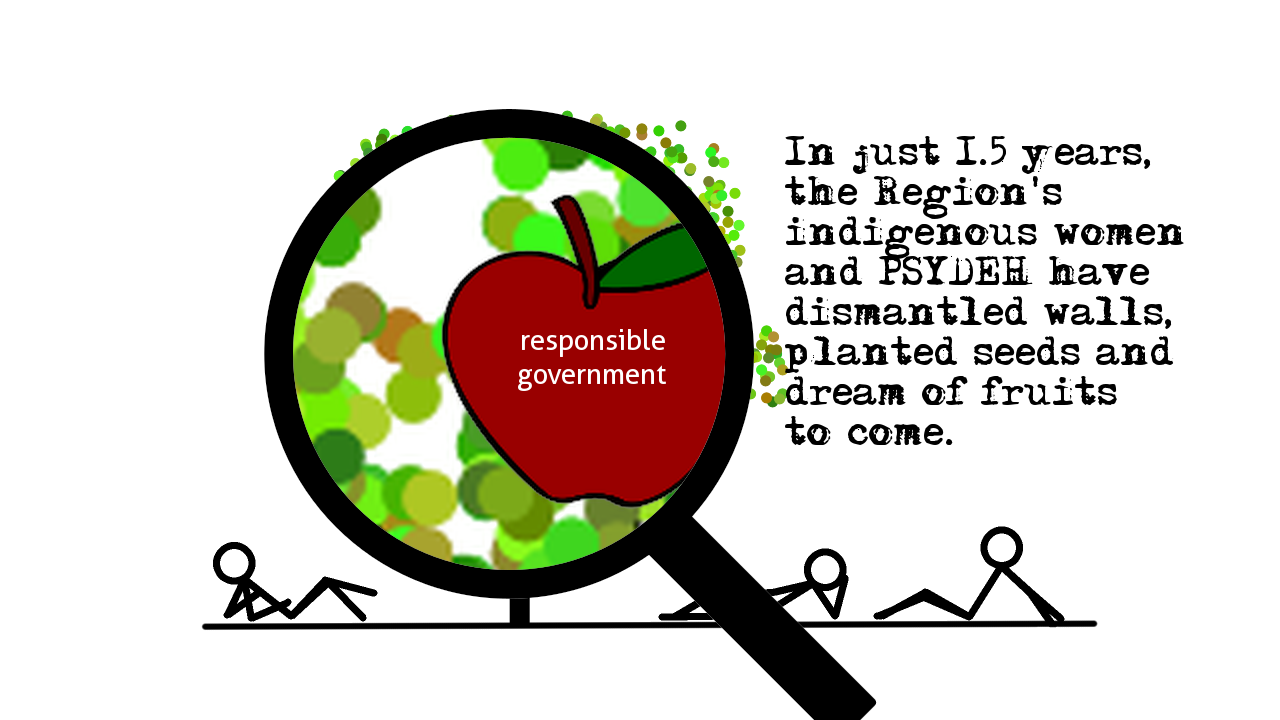 responsible
government
In just 1.5 years,
the Region's
indigenous women
and PSYDEH have
dismantled walls,
planted seeds and
dream of fruits
to come.